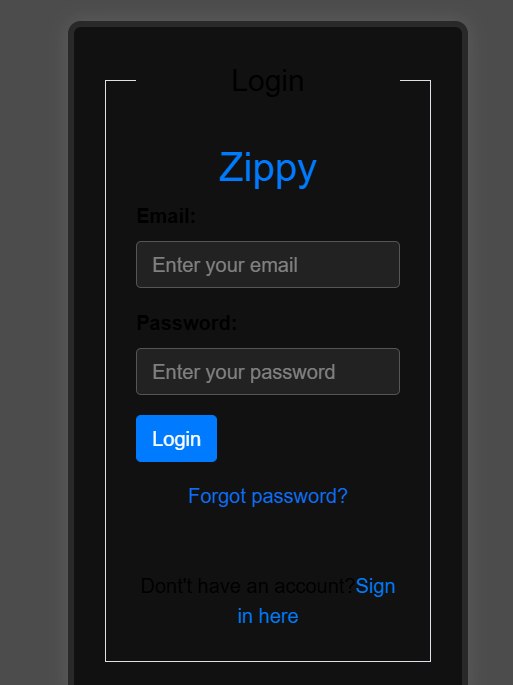 Login
Zippy
Email:
Enter your email
Password:
Enter your password
Login
Forgot password?
Dont't have an account?Sign
in here